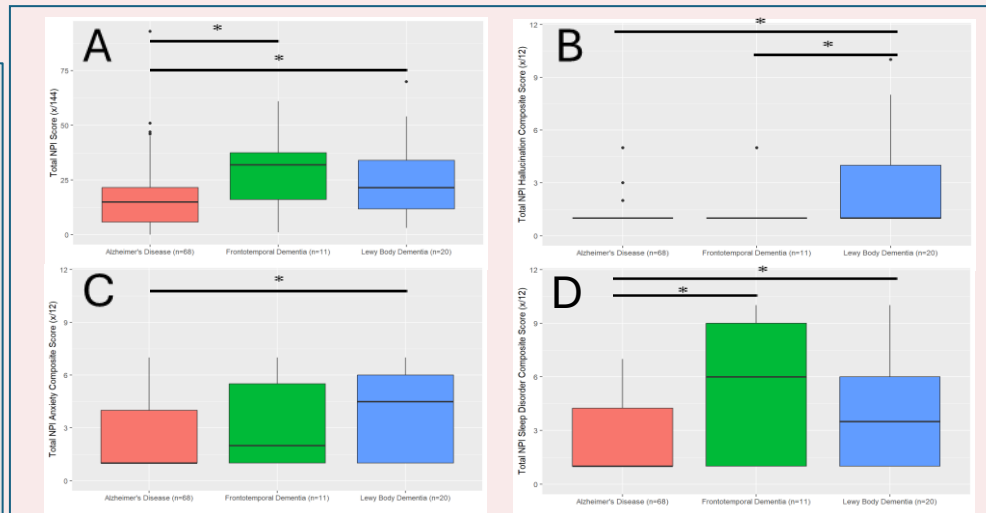 A
*
*
Total NPI Score (x/144)
75
50
25
0
Alzheimer's Disease (n=68)
Frontotemporal Dementia (n=11)
Lewy Body Dementia (n=20)
B
*
*
Total NPI Hallucination Composite Score (x/12)
12
9
6
3
0
Alzheimer's Disease (n=68)
Frontotemporal Dementia (n=11)
Lewy Body Dementia (n=20)
C
*
Total NPI Anxiety Composite Score (x/12)
12
9
6
3
0
Alzheimer's Disease (n=68)
Frontotemporal Dementia (n=11)
Lewy Body Dementia (n=20)
D
*
*
Total NPI Sleep Disorder Composite Score (x/12)
12
9
6
3
0
Alzheimer's Disease (n=68)
Frontotemporal Dementia (n=11)
Lewy Body Dementia (n=20)